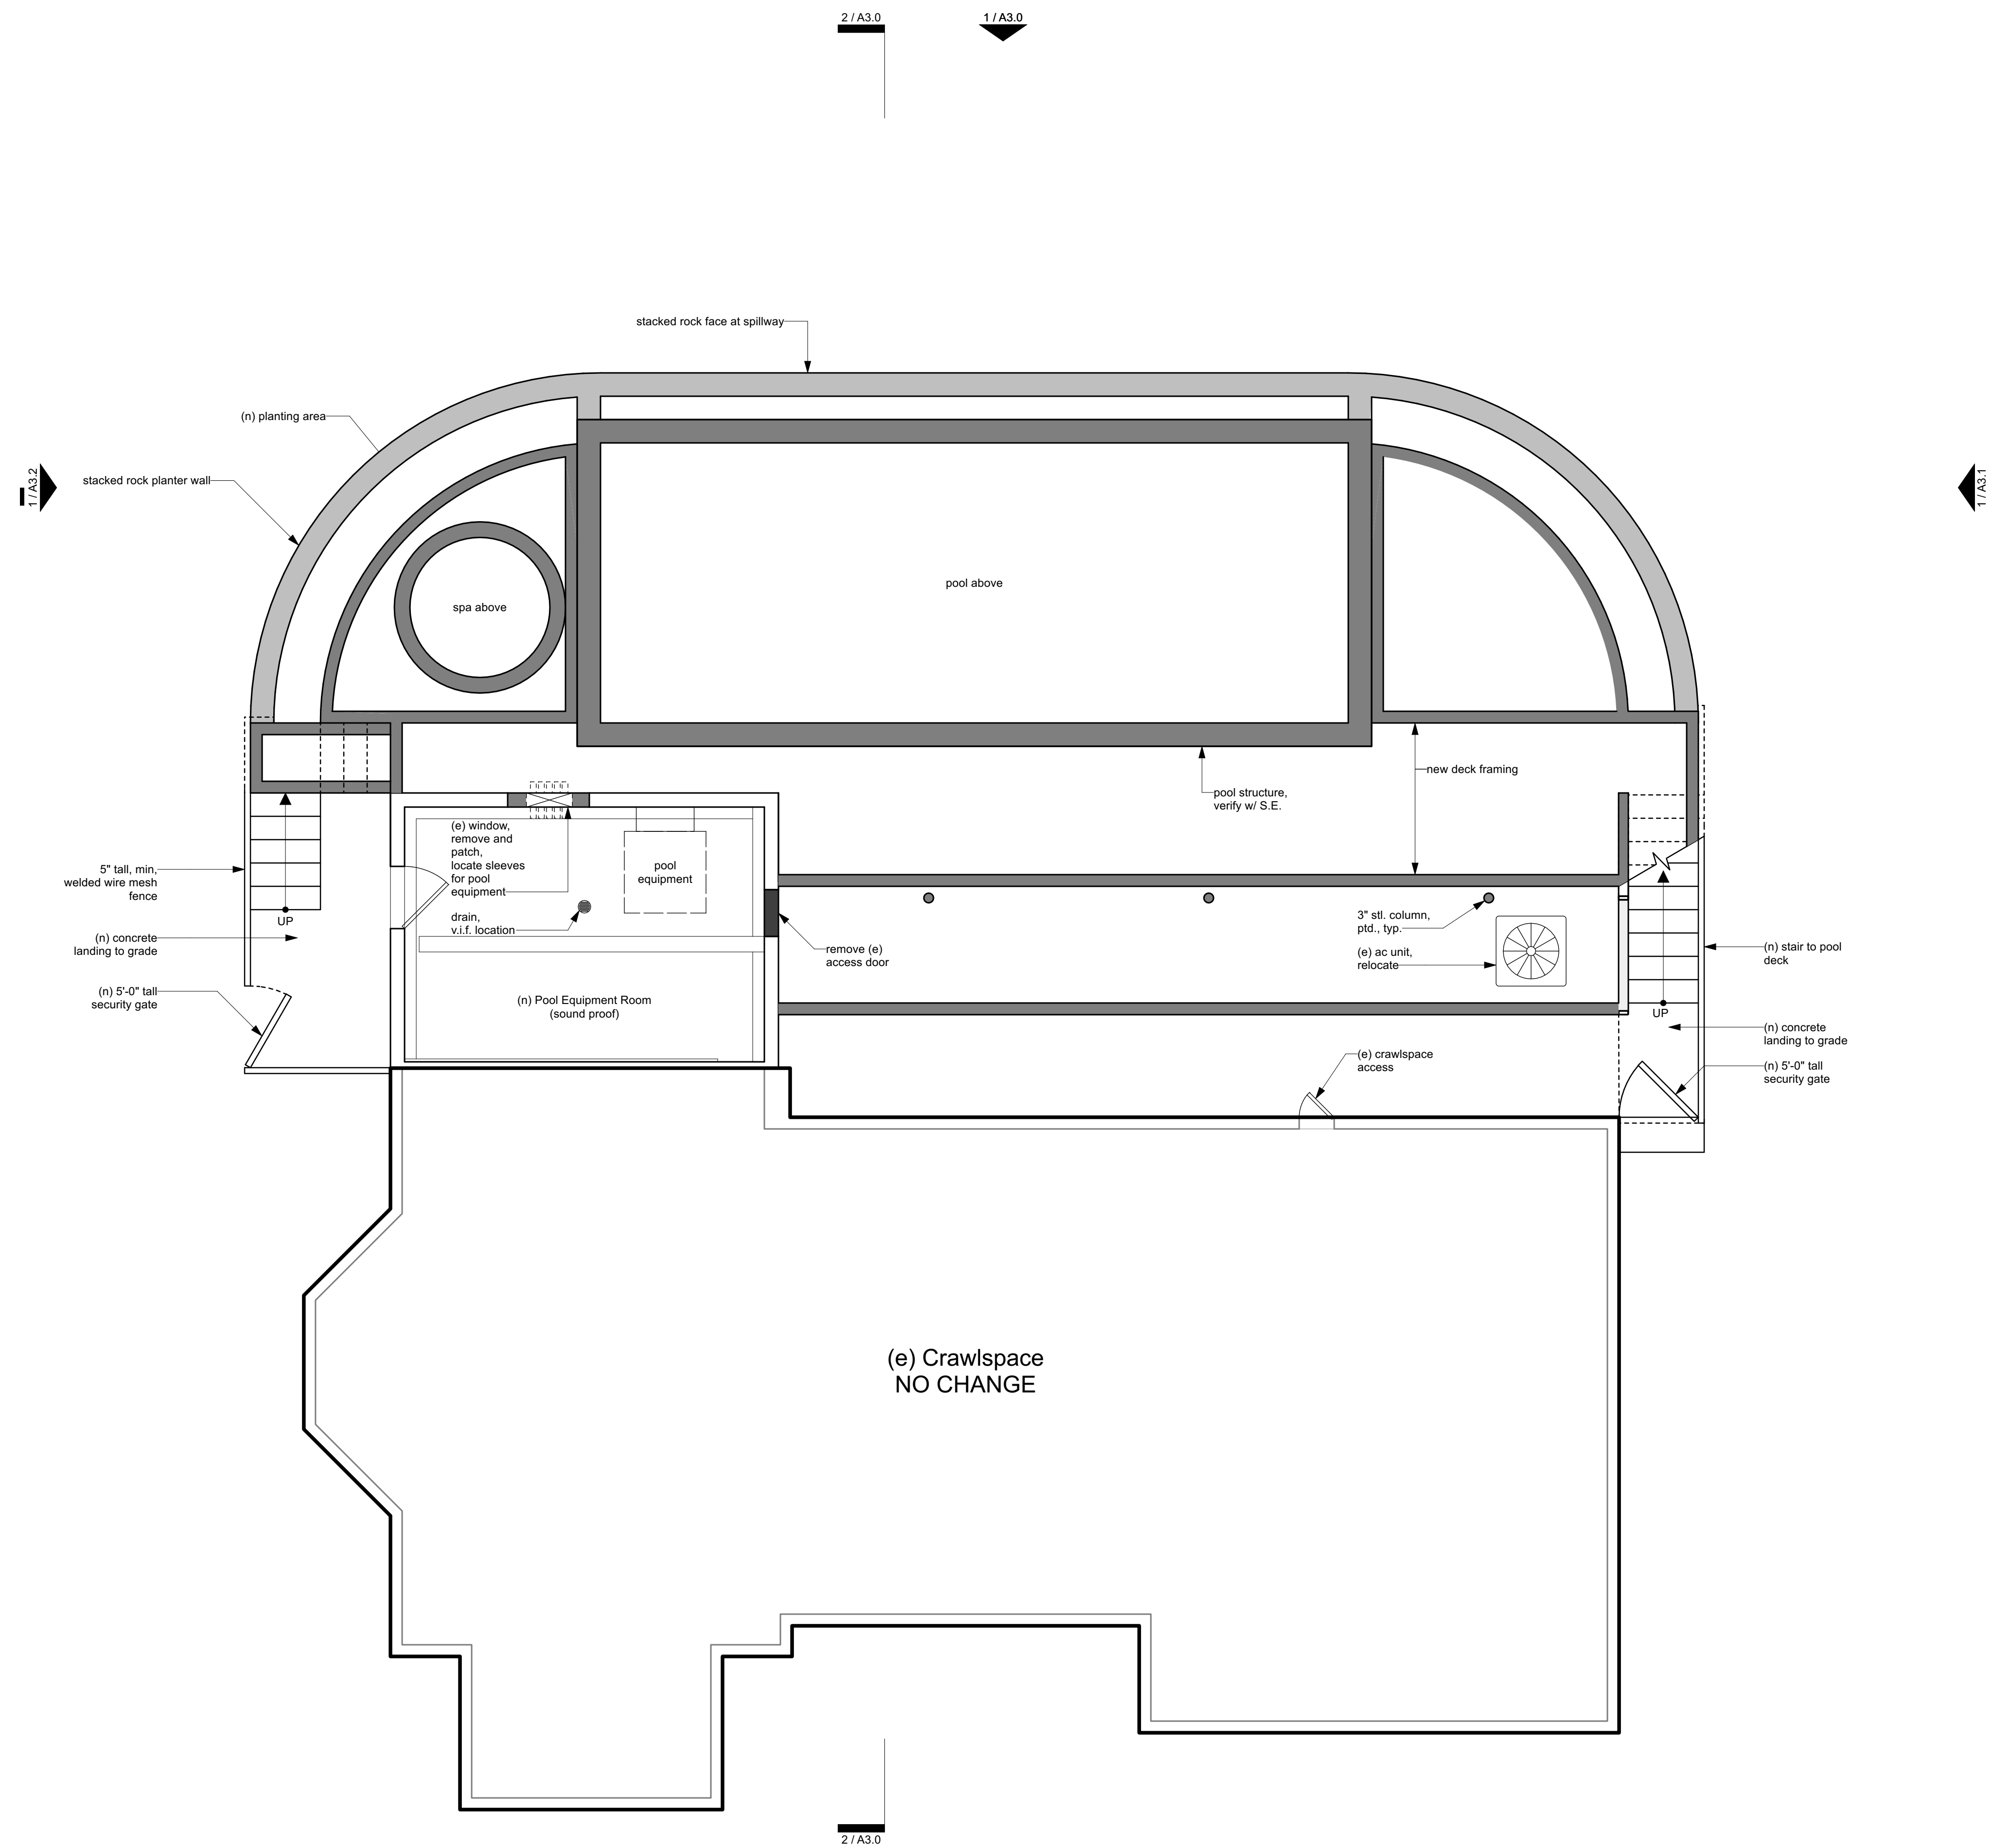 2 / A3.0
1 / A3.0
stacked rock face at spillway
(n) planting area
stacked rock planter wall
1 / A3.2
1 / A3.1
pool above
spa above
new deck framing
pool structure,
verify w/ S.E.
(e) window,
remove and
patch,
locate sleeves
for pool
equipment
pool
equipment
5" tall, min,
welded wire mesh
fence
UP
drain,
v.i.f. location
(n) concrete
landing to grade
remove (e)
access door
3" stl. column,
ptd., typ.
(e) ac unit,
relocate
(n) stair to pool
deck
(n) 5'-0" tall
security gate
(n) Pool Equipment Room
(sound proof)
UP
(n) concrete
landing to grade
(e) crawlspace
access
(n) 5'-0" tall
security gate
(e) Crawlspace
NO CHANGE
2 / A3.0